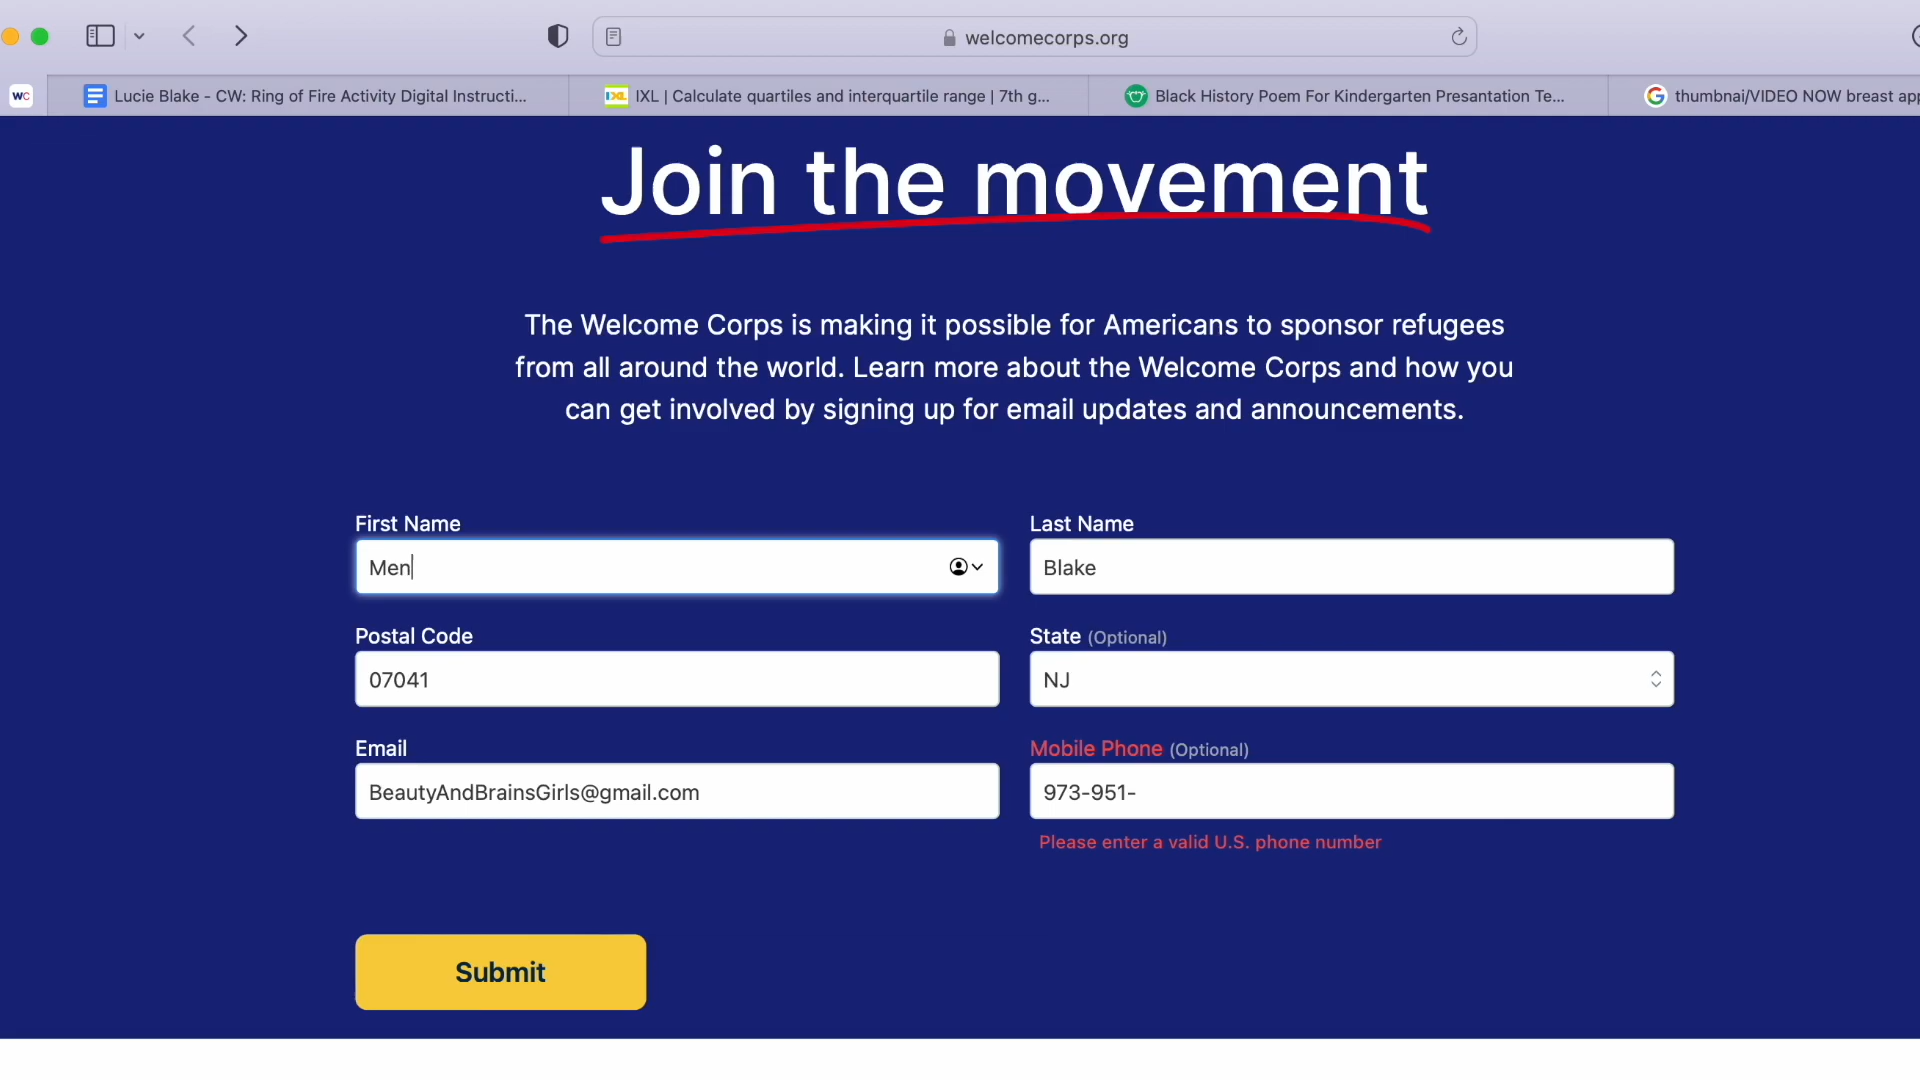 welcomecorps.org
WC
Lucie Blake - CW: Ring of Fire Activity Digital Instructi...
IXL | Calculate quartiles and interquartile range | 7th g...
Black History Poem For Kindergarten Presantation Te...
thumbnai/VIDEO NOW breast app
Join the movement
The Welcome Corps is making it possible for Americans to sponsor refugees
from all around the world. Learn more about the Welcome Corps and how you
can get involved by signing up for email updates and announcements.
First Name
Last Name
Men
Blake
Postal Code
State (Optional)
07041
NJ
Email
Mobile Phone (Optional)
BeautyAndBrainsGirls@gmail.com
973-951-
Please enter a valid U.S. phone number
Submit